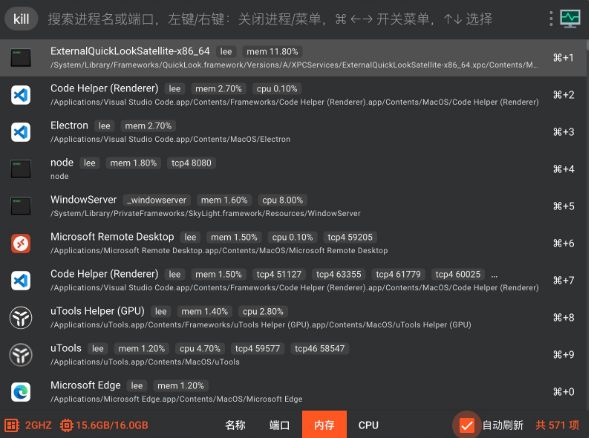 kill 搜索进程名或端口，左键/右键：关闭进程/菜单，⌘ ←→ 开关菜单，↑↓ 选择
ExternalQuickLookSatellite-x86_64 lee mem 11.80%
/System/Library/Frameworks/QuickLook.framework/Versions/A/XPCServices/ExternalQuickLookSatellite-x86_64.xpc/Contents/M... ⌘+1
Code Helper (Renderer) lee mem 2.70% cpu 0.10%
/Applications/Visual Studio Code.app/Contents/Frameworks/Code Helper (Renderer).app/Contents/MacOS/Code Helper (Renderer) ⌘+2
Electron lee mem 2.70%
/Applications/Visual Studio Code.app/Contents/MacOS/Electron ⌘+3
node lee mem 1.80% tcp4 8080
node ⌘+4
WindowServer _windowserver mem 1.60% cpu 8.00%
/System/Library/PrivateFrameworks/SkyLight.framework/Resources/WindowServer ⌘+5
Microsoft Remote Desktop lee mem 1.50% cpu 0.10% tcp4 59205
/Applications/Microsoft Remote Desktop.app/Contents/MacOS/Microsoft Remote Desktop ⌘+6
Code Helper (Renderer) lee mem 1.50% tcp4 51127 tcp4 63355 tcp4 61779 tcp4 60025 ...
/Applications/Visual Studio Code.app/Contents/Frameworks/Code Helper (Renderer).app/Contents/MacOS/Code Helper (Renderer) ⌘+7
uTools Helper (GPU) lee mem 1.40% cpu 2.80%
/Applications/uTools.app/Contents/Frameworks/uTools Helper (GPU).app/Contents/MacOS/uTools Helper (GPU) ⌘+8
uTools lee mem 1.20% cpu 4.70% tcp4 59577 tcp46 58547
/Applications/uTools.app/Contents/MacOS/uTools ⌘+9
Microsoft Edge lee mem 1.20%
/Applications/Microsoft Edge.app/Contents/MacOS/Microsoft Edge ⌘+0
2GHZ 15.6GB/16.0GB 名称 端口 内存 CPU 自动刷新 共 571 项